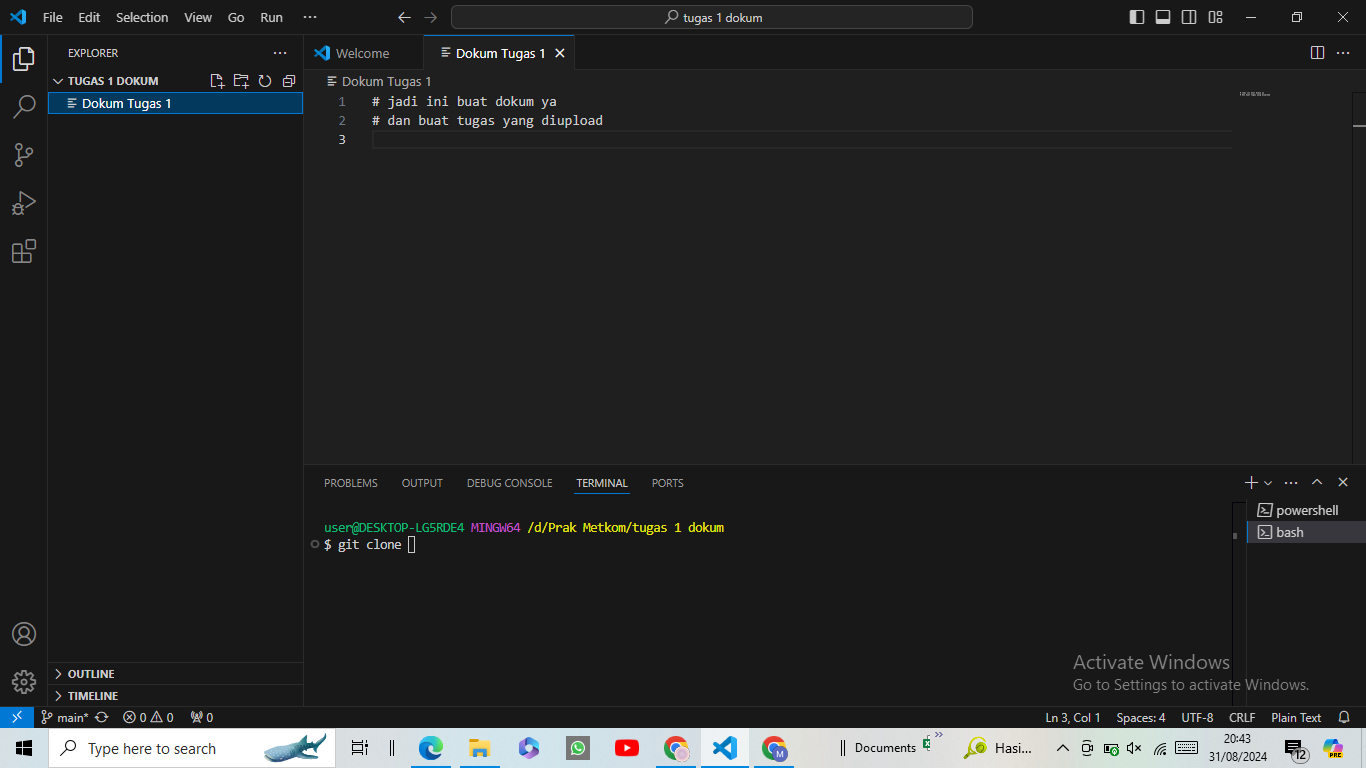 File Edit Selection View Go Run ···
tugas 1 dokum
EXPLORER
TUGAS 1 DOKUM
Dokum Tugas 1
OUTLINE
TIMELINE
Welcome
Dokum Tugas 1
Dokum Tugas 1
1 # jadi ini buat dokum ya
2 # dan buat tugas yang diupload
3
PROBLEMS OUTPUT DEBUG CONSOLE TERMINAL PORTS
user@DESKTOP-LG5RDE4 MINGW64 /d/Prak Metkom/tugas 1 dokum
$ git clone
powershell
bash
Activate Windows
Go to Settings to activate Windows.
main* 0 0 0
Ln 3, Col 1 Spaces: 4 UTF-8 CRLF Plain Text
Type here to search
Documents
Hasi...
20:43
31/08/2024
12
M
PRE